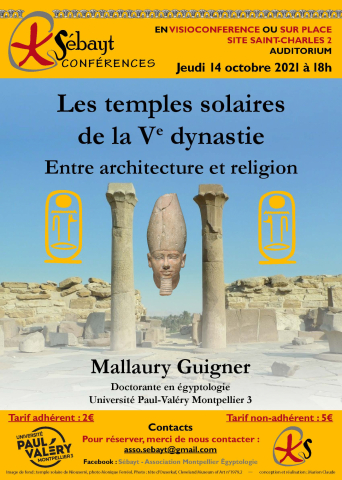 Sébayt
CONFÉRENCES
EN VISIOCONFERENCE OU SUR PLACE
SITE SAINT-CHARLES 2
AUDITORIUM
Jeudi 14 octobre 2021 à 18h
Les temples solaires
de la Ve dynastie
Entre architecture et religion
Mallaury Guigner
Doctorante en égyptologie
Université Paul-Valéry Montpellier 3
Tarif adhérent : 2€
Tarif non-adhérent : 5€
Contacts
Pour réserver, merci de nous contacter :
asso.sebayt@gmail.com
Facebook : Sébayt - Association Montpellier Égyptologie
UNIVERSITÉ
PAUL
VALÉRY
MONTPELLIER 3